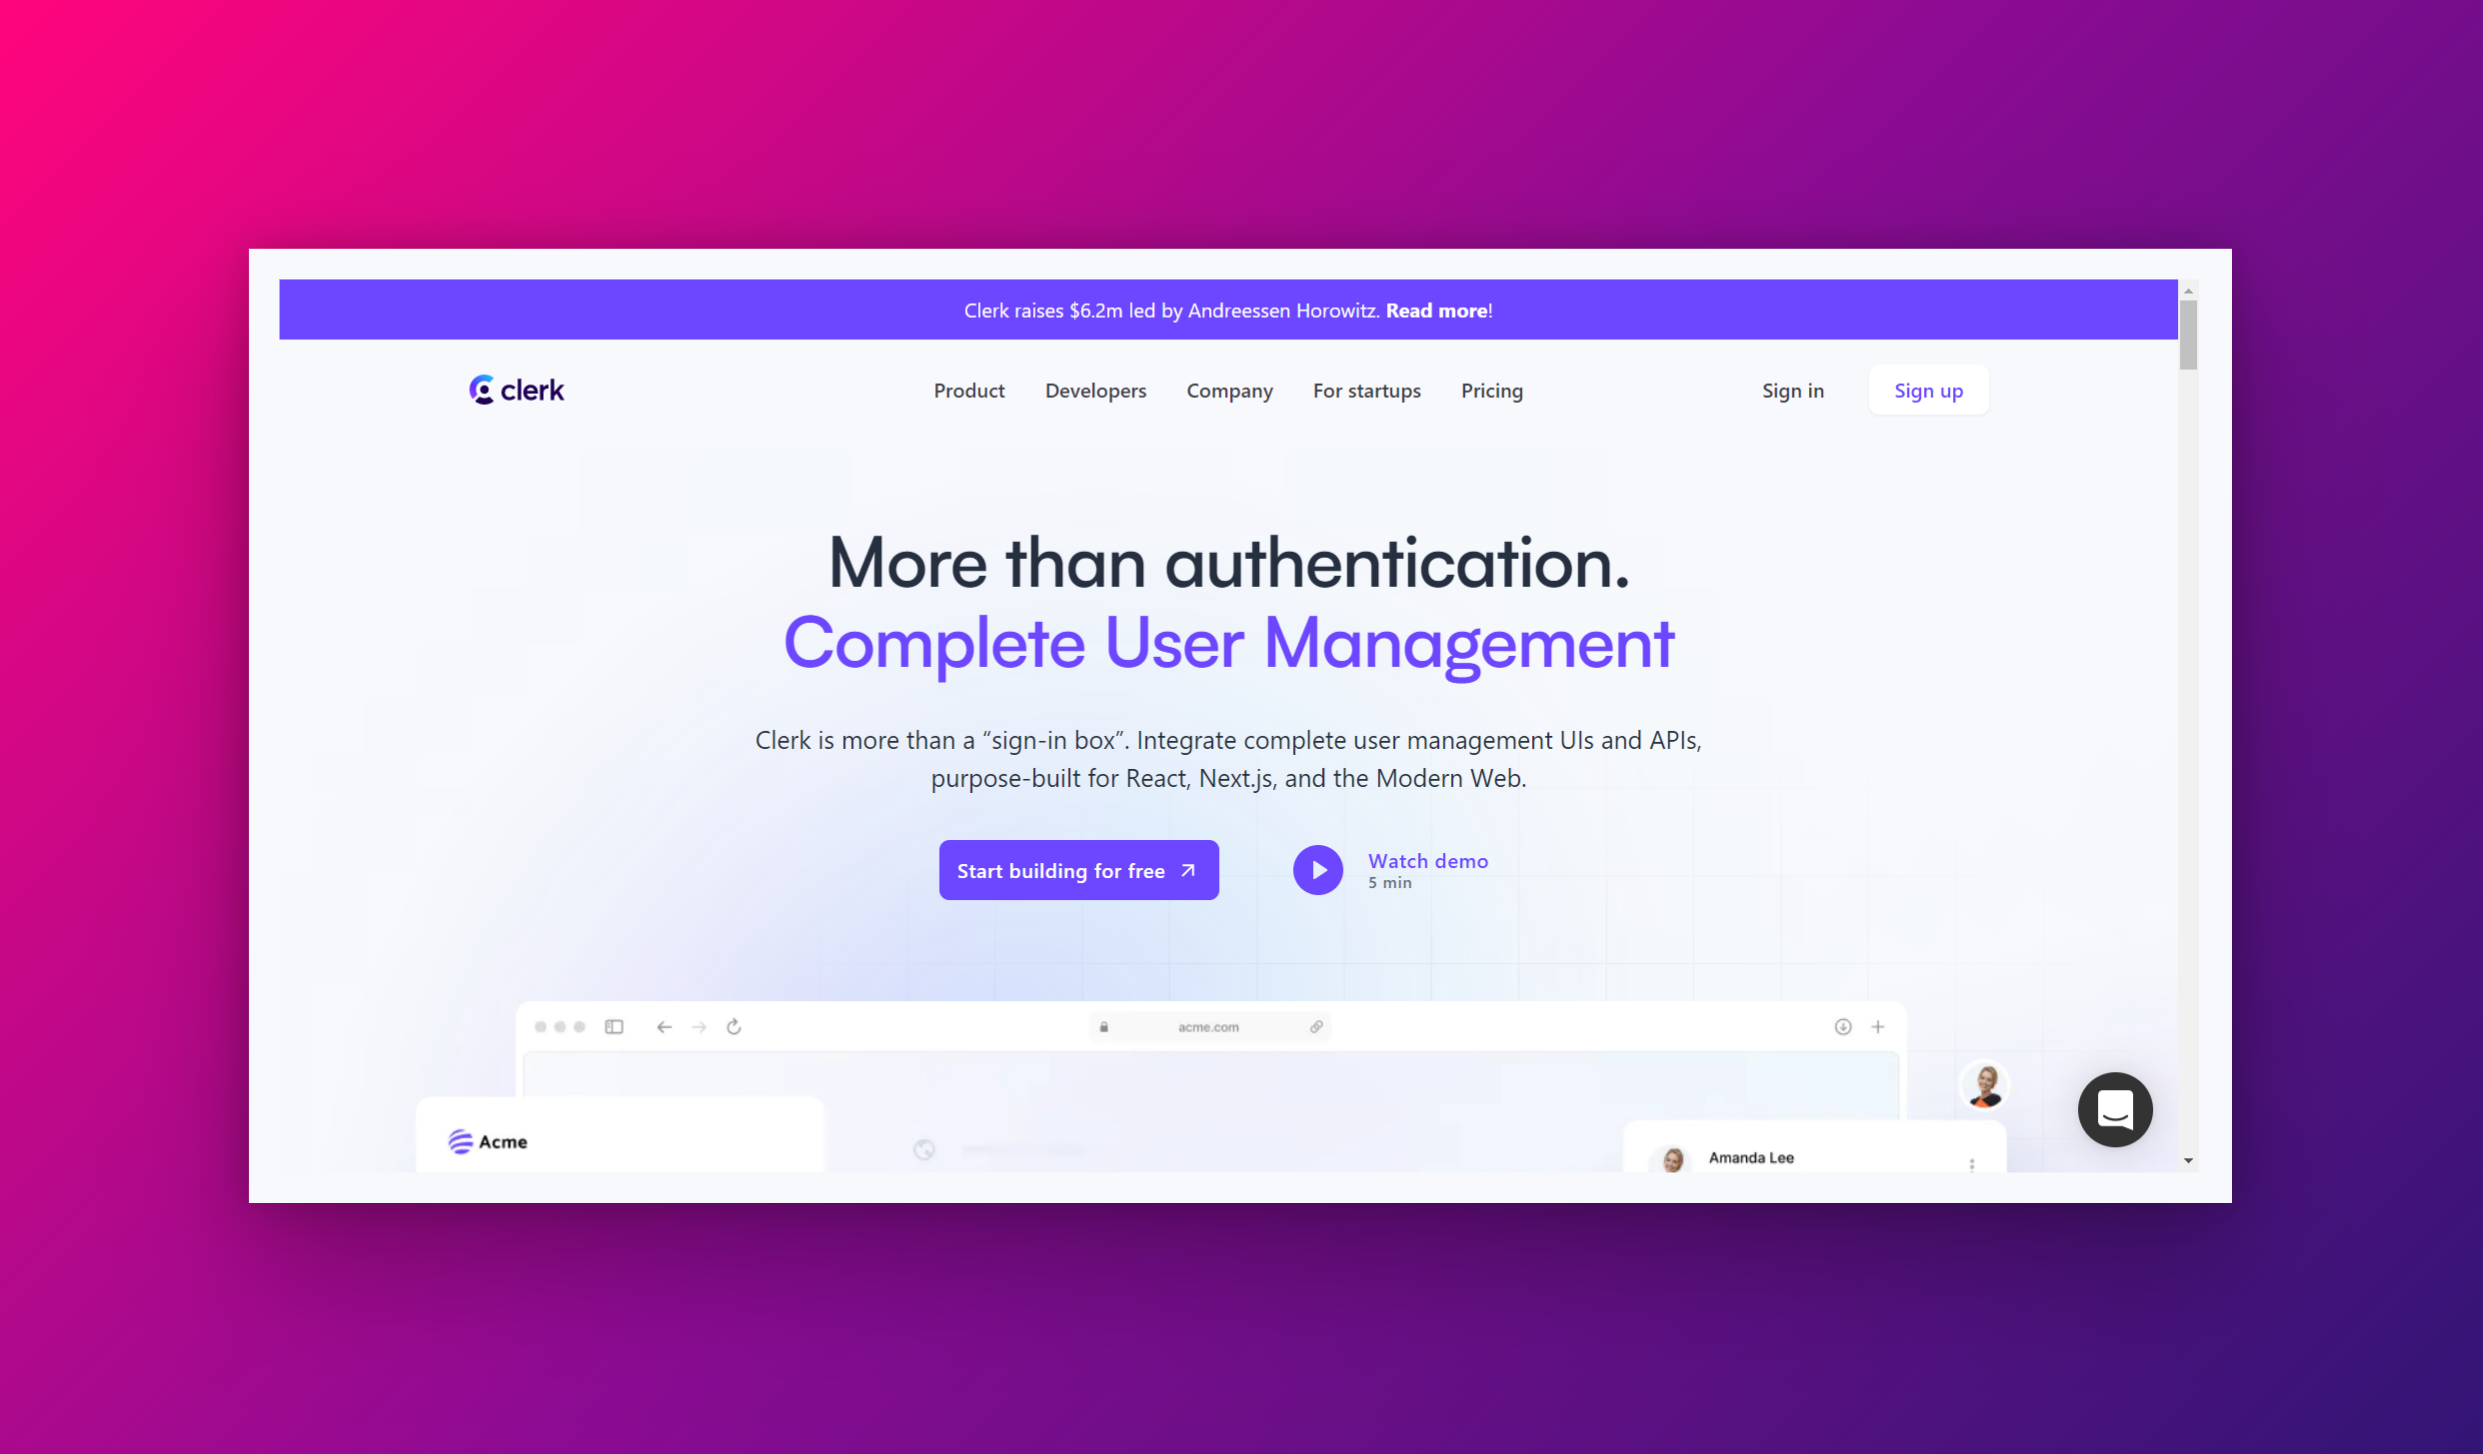 Clerk raises $6.2m led by Andreessen Horowitz. Read more!
clerk
Product Developers Company For startups Pricing Sign in Sign up
More than authentication.
Complete User Management
Clerk is more than a “sign-in box”. Integrate complete user management UIs and APIs,
purpose-built for React, Next.js, and the Modern Web.
Start building for free
Watch demo
5 min
acme.com
Acme
Amanda Lee